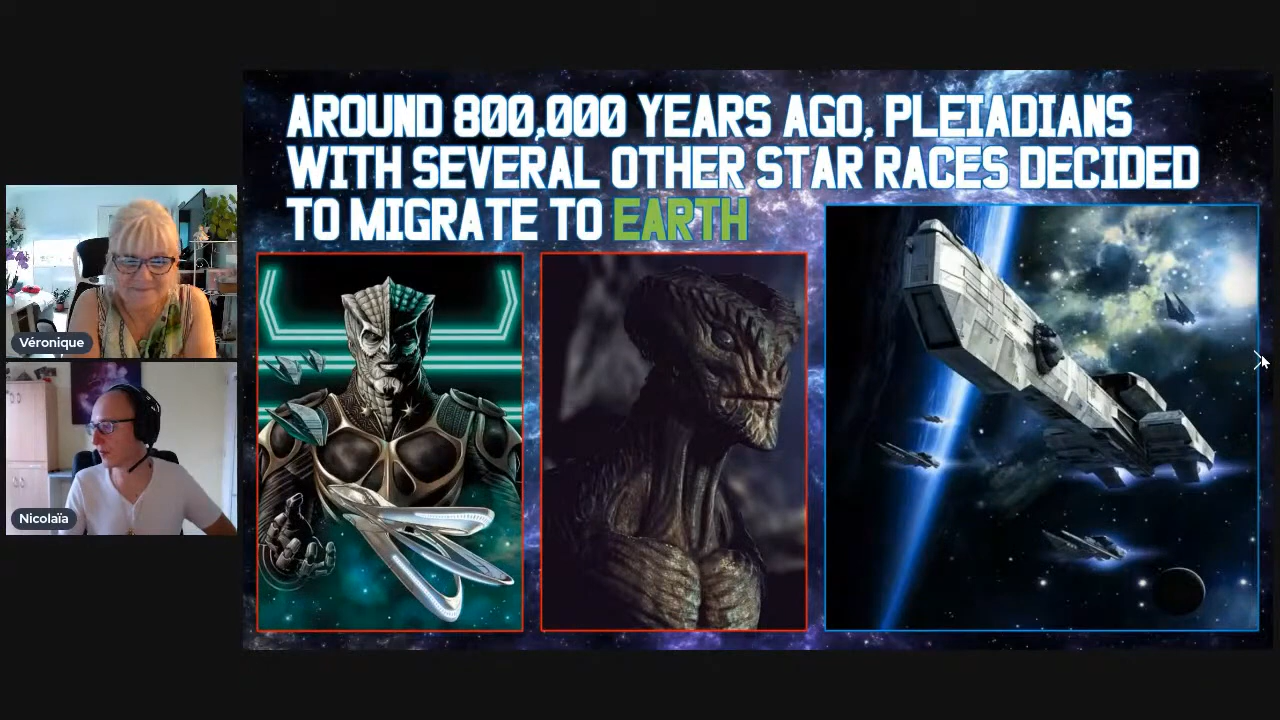 AROUND 800,000 YEARS AGO, PLEIADIANS
WITH SEVERAL OTHER STAR RACES DECIDED
TO MIGRATE TO EARTH
Véronique
Nicolaïa